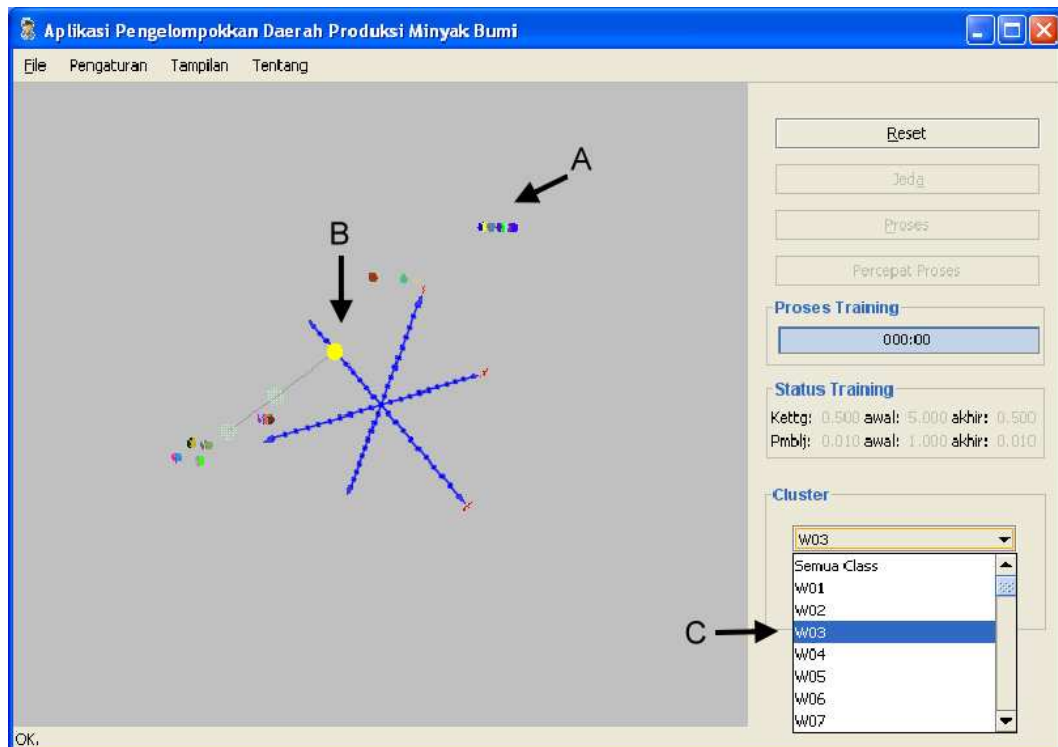 Aplikasi Pengelompokkan Daerah Produksi Minyak Bumi
File Pengaturan Tampilan Tentang
A
B
Reset
Jeda
Proses
Percepat Proses
Proses Training
000:00
Status Training
Kettg: 0.500 awal: 5.000 akhir: 0.500
Pmblj: 0.010 awal: 1.000 akhir: 0.010
Cluster
W03
Semua Class
W01
W02
C
W03
W04
W05
W06
W07
OK.